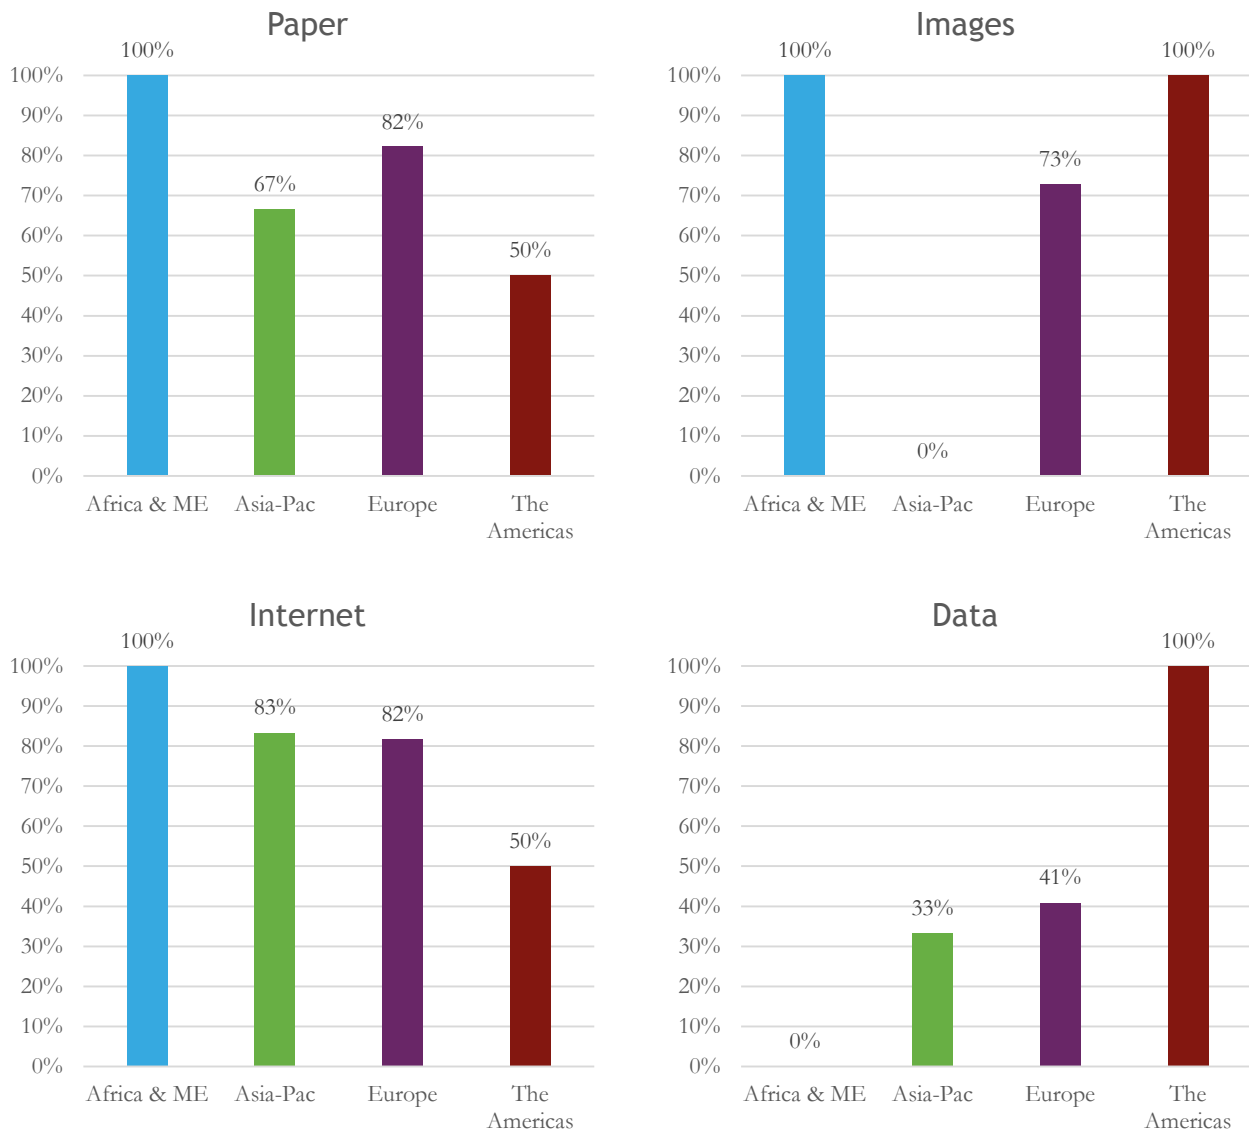 Paper
100%
100%
90%
80%
70%
60%
50%
40%
30%
20%
10%
0%
67%
82%
50%
Africa & ME
Asia-Pac
Europe
The
Americas
Images
100%
100%
100%
90%
80%
70%
60%
50%
40%
30%
20%
10%
0%
0%
73%
Africa & ME
Asia-Pac
Europe
The
Americas
Internet
100%
100%
90%
80%
70%
60%
50%
40%
30%
20%
10%
0%
83%
82%
50%
Africa & ME
Asia-Pac
Europe
The
Americas
Data
100%
100%
90%
80%
70%
60%
50%
40%
30%
20%
10%
0%
0%
33%
41%
Africa & ME
Asia-Pac
Europe
The
Americas